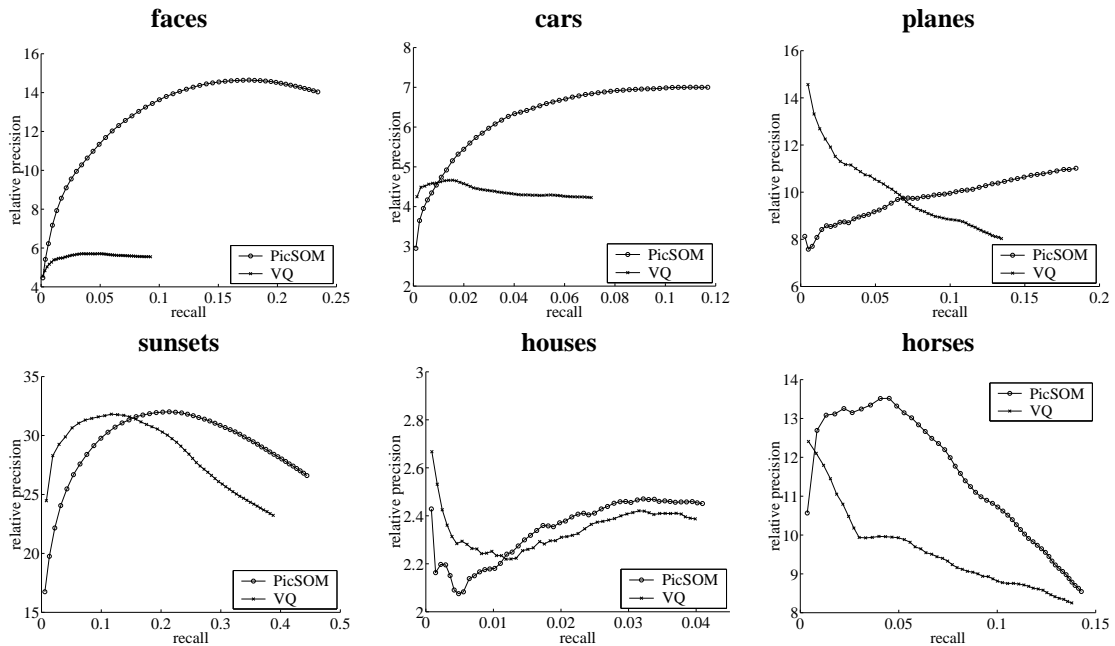 faces
16
14
12
10
8
6
4
0
0.05
0.1
0.15
0.2
0.25
relative precision
recall
PicSOM
VQ
cars
8
7
6
5
4
3
2
0
0.02
0.04
0.06
0.08
0.1
0.12
relative precision
recall
PicSOM
VQ
planes
16
14
12
10
8
6
0
0.05
0.1
0.15
0.2
relative precision
recall
PicSOM
VQ
sunsets
35
30
25
20
15
0
0.1
0.2
0.3
0.4
0.5
relative precision
recall
PicSOM
VQ
houses
3
2.8
2.6
2.4
2.2
2
0
0.01
0.02
0.03
0.04
relative precision
recall
PicSOM
VQ
horses
14
13
12
11
10
9
8
0
0.05
0.1
0.15
relative precision
recall
PicSOM
VQ